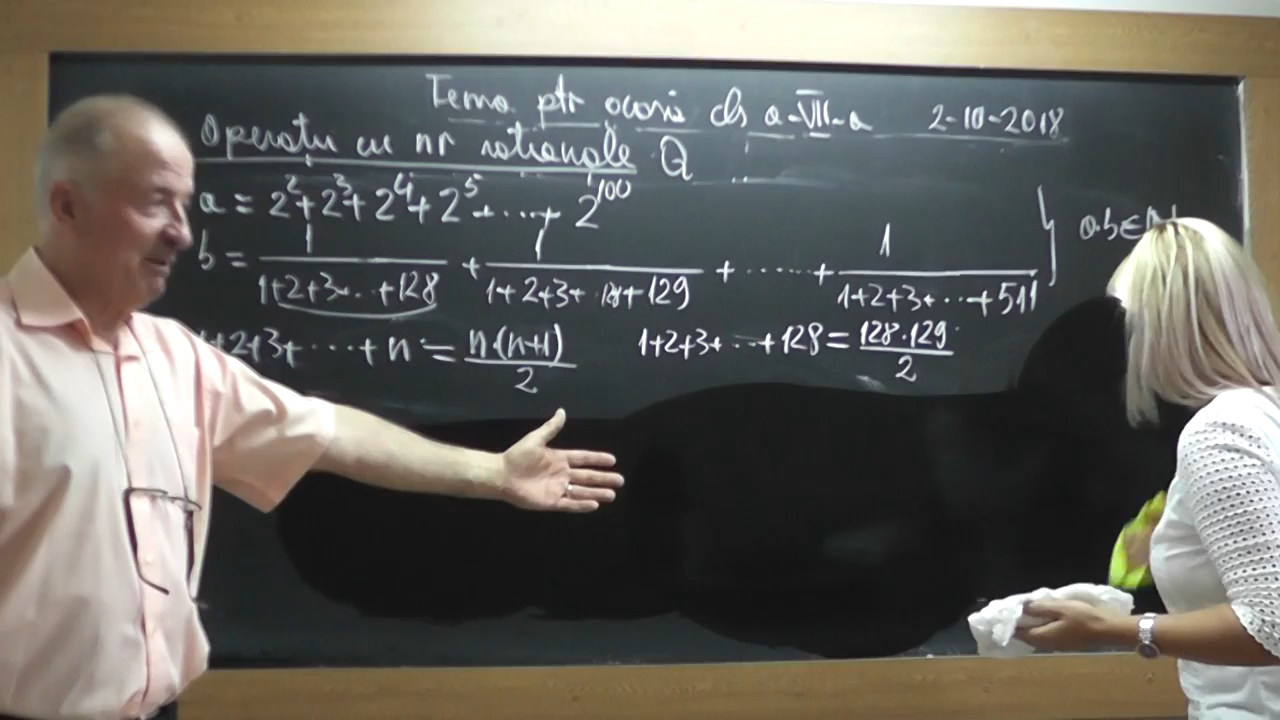 Tema ptr acasă cls a-VII-a 2-10-2018
Operații cu nr raționale Q
a = 2² + 2³ + 2⁴ + 2⁵ + ... + 2¹⁰⁰
b = 1/(1+2+3+...+128) + 1/(1+2+3+...128+129) + ...... + 1/(1+2+3+...+511) } a·b∈N
1+2+3+...+n = n·(n+1)/2 1+2+3+...+128 = 128·129/2